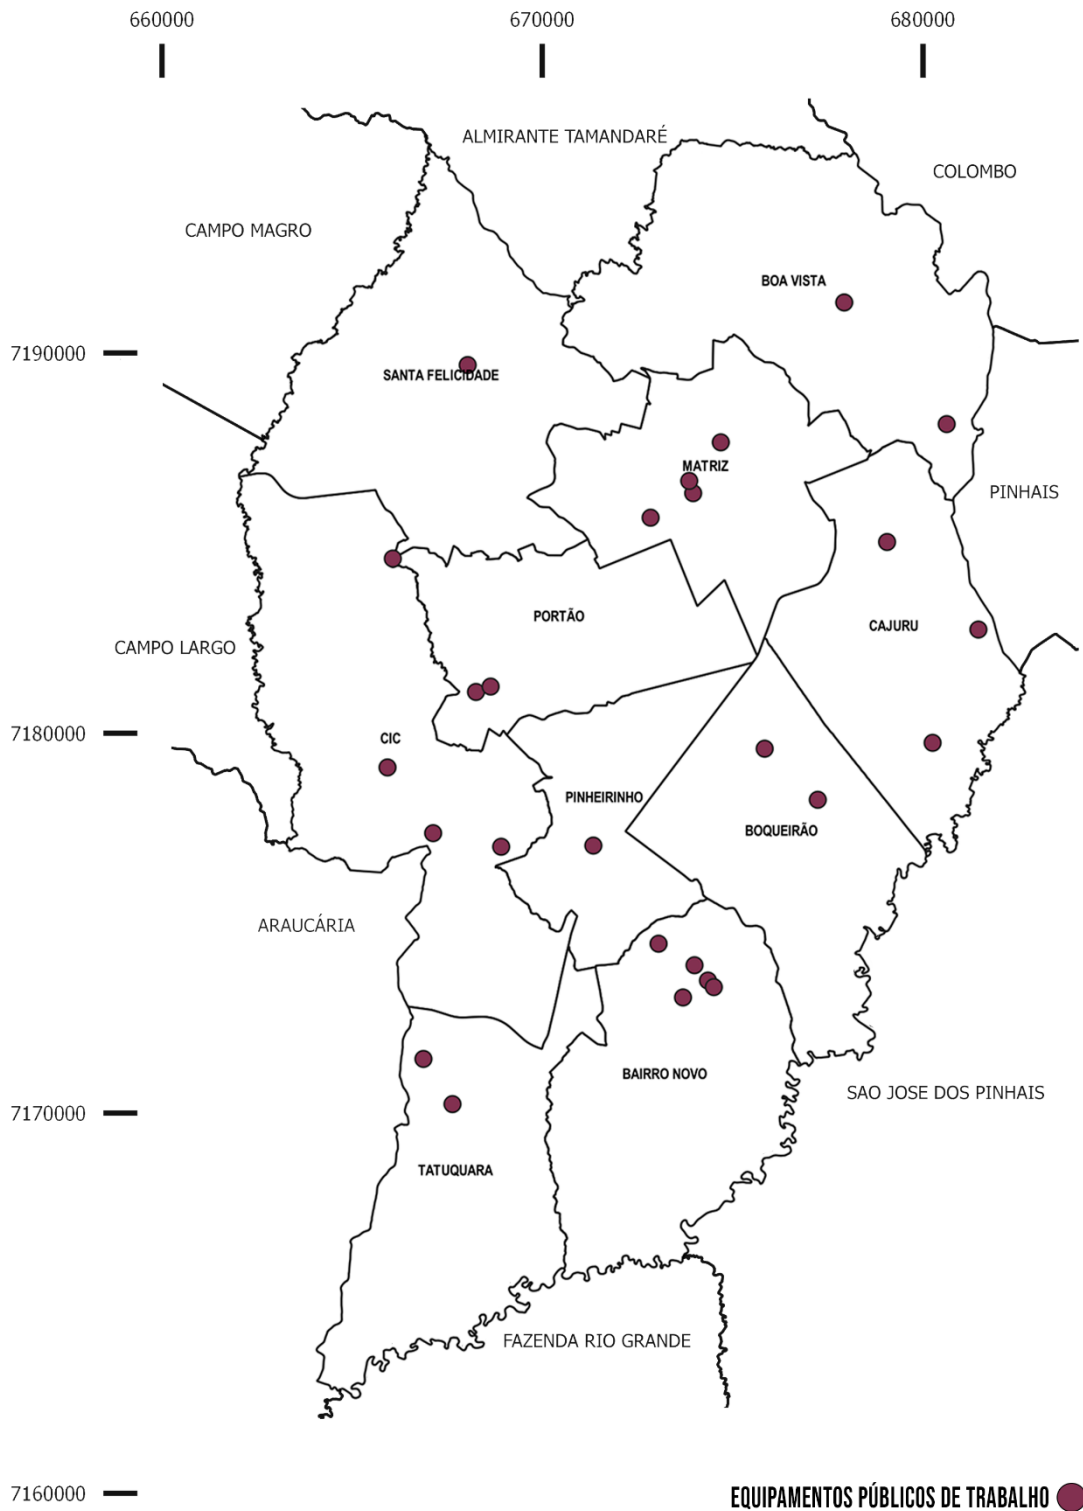 660000 670000 680000
ALMIRANTE TAMANDARÉ
COLOMBO
CAMPO MAGRO
BOA VISTA
7190000
SANTA FELICIDADE
MATRIZ
PINHAIS
PORTÃO
CAJURU
CAMPO LARGO
7180000
CIC
PINHEIRINHO
BOQUEIRÃO
ARAUCÁRIA
BAIRRO NOVO
SAO JOSE DOS PINHAIS
7170000
TATUQUARA
FAZENDA RIO GRANDE
7160000
EQUIPAMENTOS PÚBLICOS DE TRABALHO